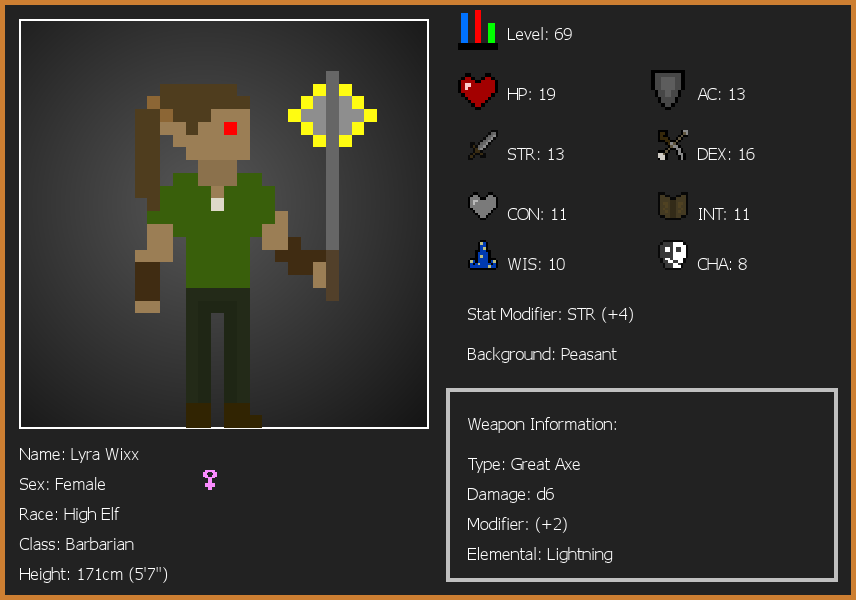 Level: 69
HP: 19
AC: 13
STR: 13
DEX: 16
CON: 11
INT: 11
WIS: 10
CHA: 8
Stat Modifier: STR (+4)
Background: Peasant
Weapon Information:
Type: Great Axe
Damage: d6
Modifier: (+2)
Elemental: Lightning
Name: Lyra Wixx
Sex: Female
Race: High Elf
Class: Barbarian
Height: 171cm (5'7")